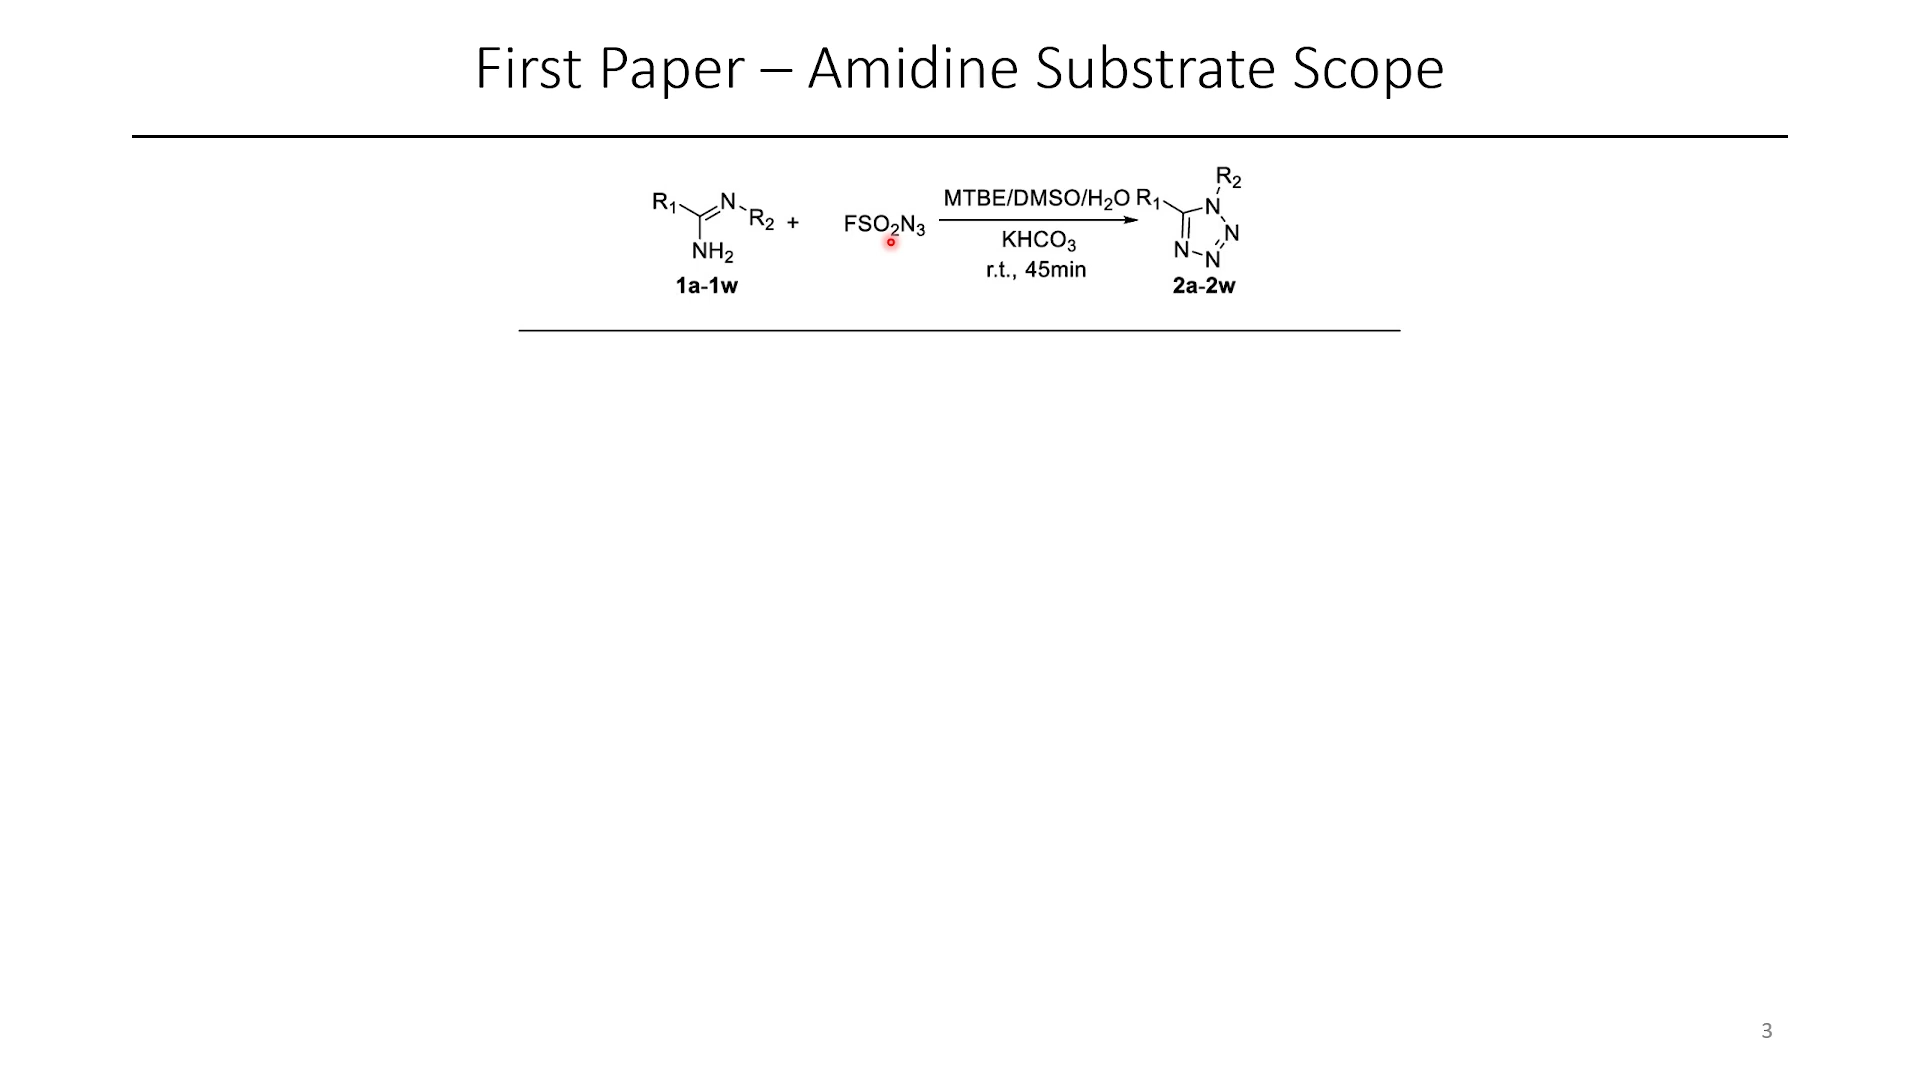 First Paper – Amidine Substrate Scope
R₁ N R₂ + FSO₂N₃ MTBE/DMSO/H₂O R₁ R₂ N N N N
NH₂ KHCO₃
r.t., 45min
1a-1w 2a-2w
3